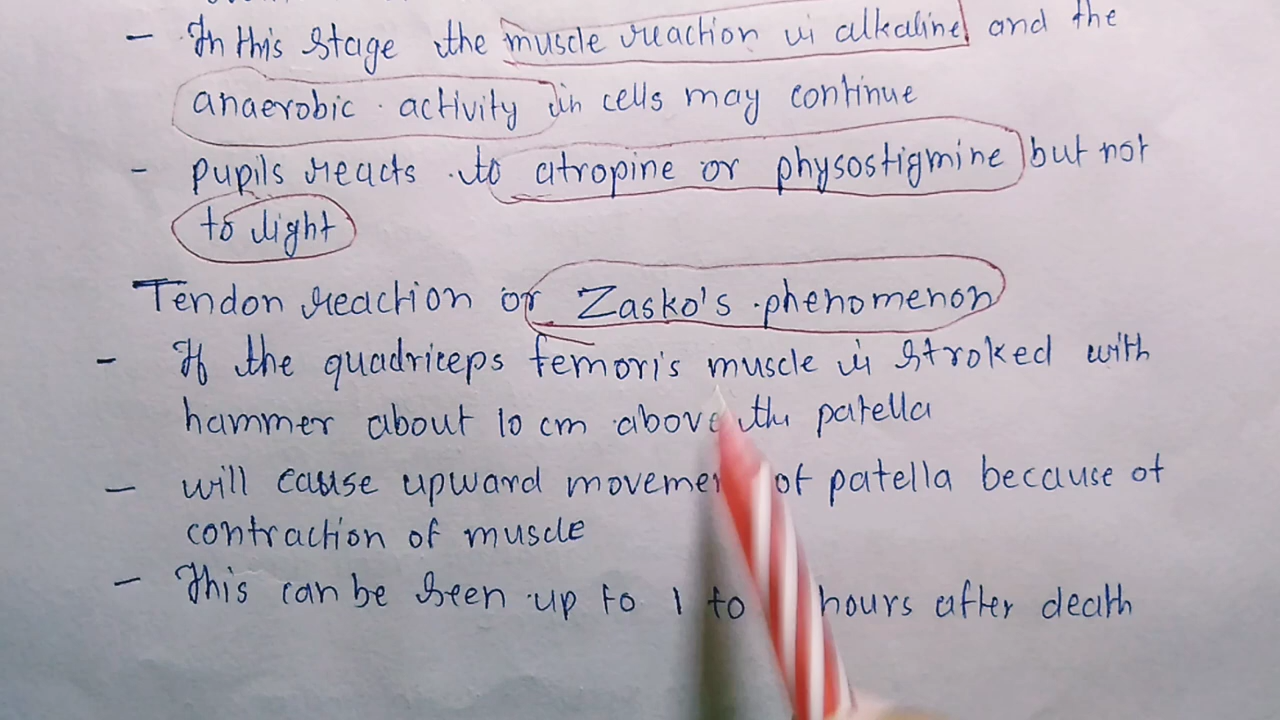 - In this stage the muscle reaction is alkaline and the
anaerobic activity in cells may continue
- pupils reacts to atropine or physostigmine but not
to light
Tendon reaction or Zasko's phenomenon
- If the quadriceps femoris muscle is stroked with
hammer about 10 cm above the patella
- will cause upward movemen of patella because of
contraction of muscle
- This can be seen up to 1 to hours after death